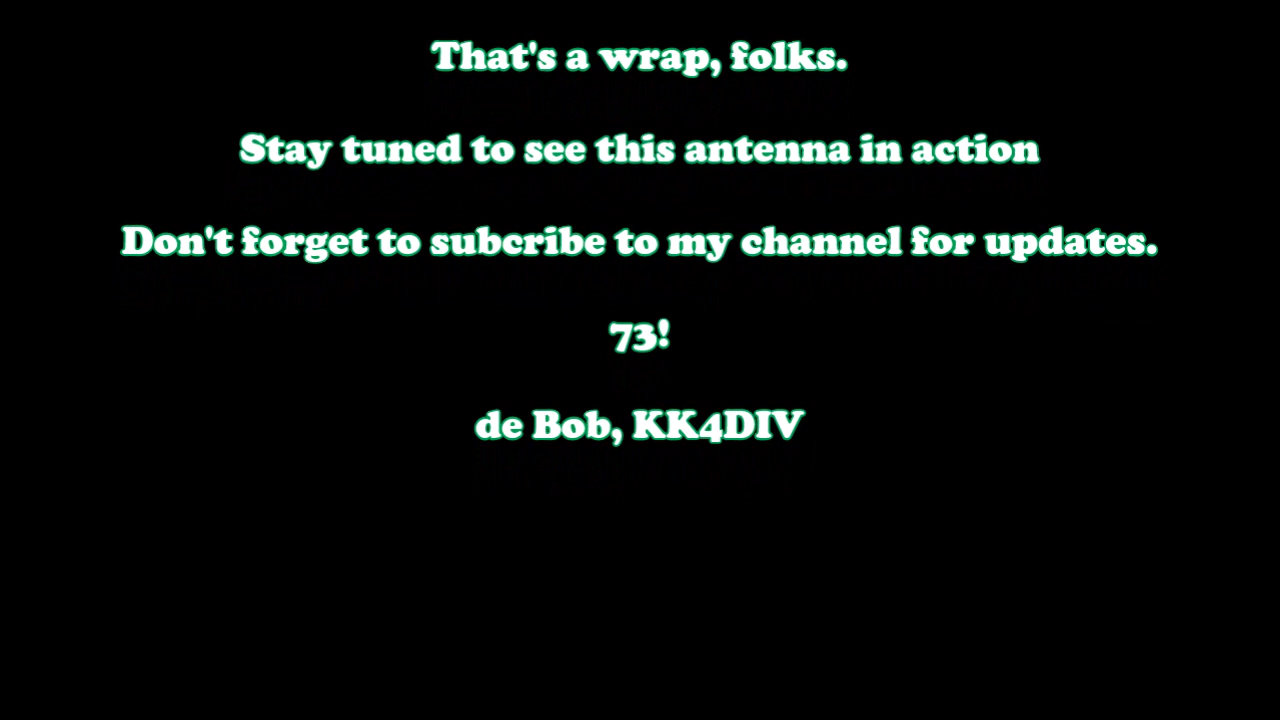 That's a wrap, folks.
Stay tuned to see this antenna in action
Don't forget to subcribe to my channel for updates.
73!
de Bob, KK4DIV